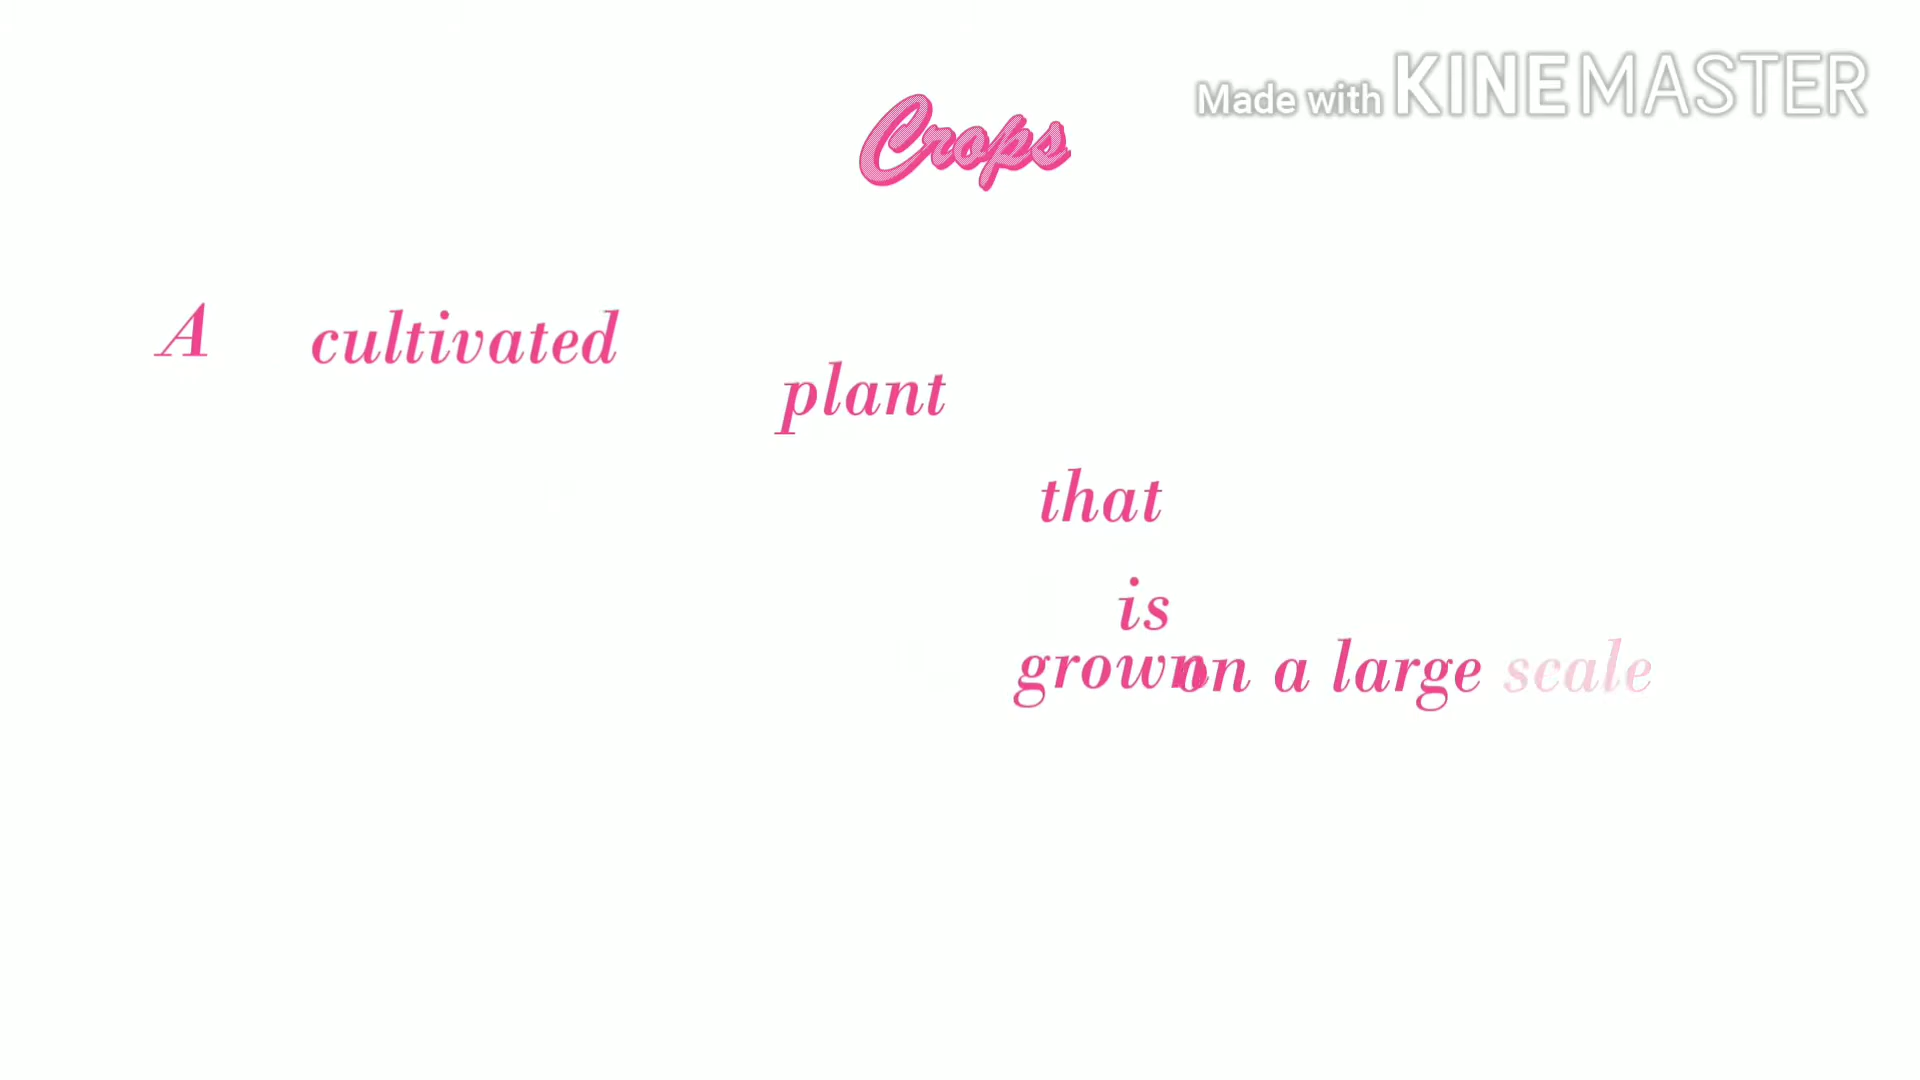 Made with KINEMASTER
Crops
A cultivated
plant
that
is
grown on a large scale